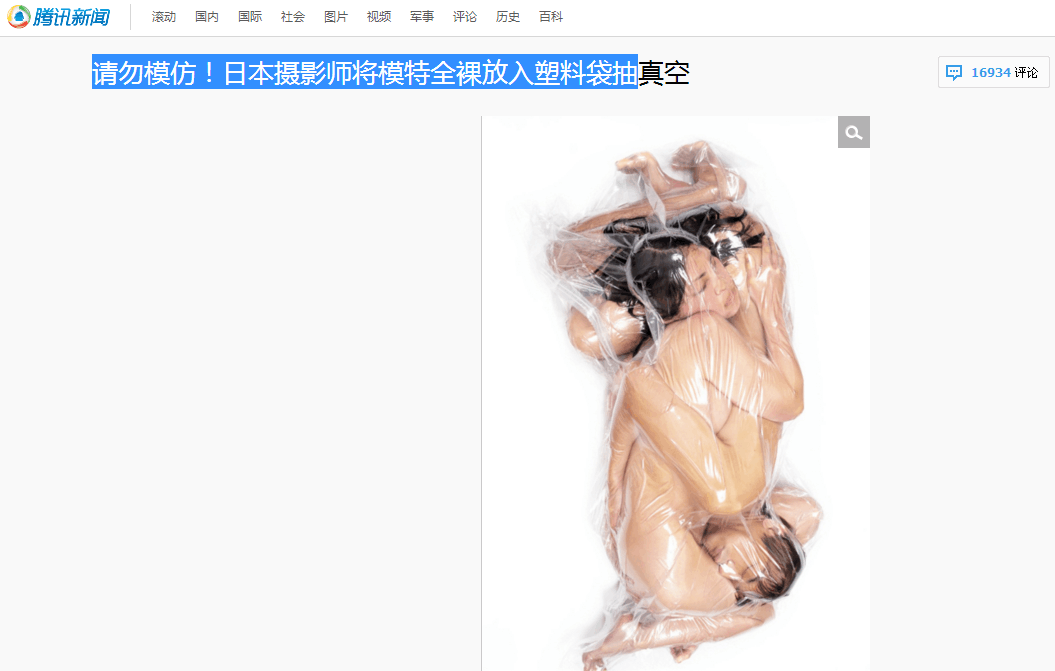 腾讯新闻 滚动 国内 国际 社会 图片 视频 军事 评论 历史 百科
请勿模仿！日本摄影师将模特全裸放入塑料袋抽真空
16934 评论